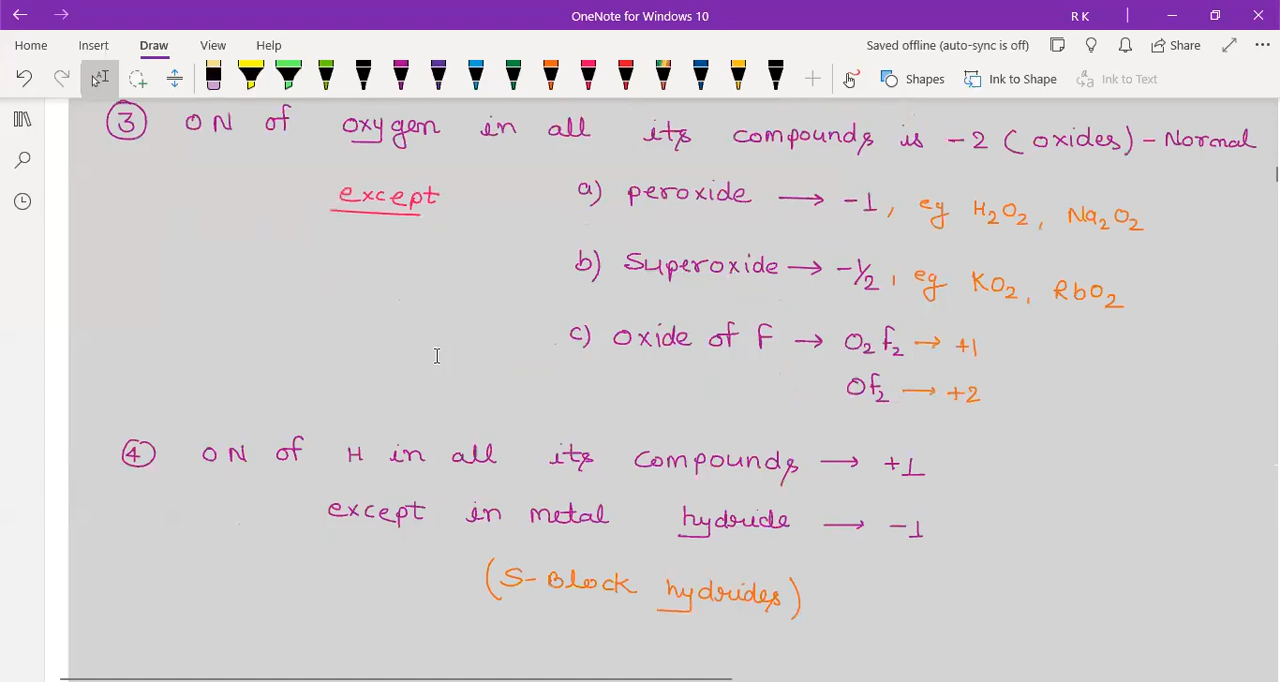 OneNote for Windows 10
R K
Home Insert Draw View Help
Saved offline (auto-sync is off)
Share
Shapes
Ink to Shape
Ink to Text
③ ON of oxygen in all its compounds is -2 (oxides) - Normal
except a) peroxide → -1, eg H₂O₂, Na₂O₂
b) Superoxide → -1/2, eg KO₂, RbO₂
c) Oxide of F → O₂f₂ → +1
Of₂ → +2
④ ON of H in all its compounds → +1
except in metal hydride → -1
(S-Block hydrides)